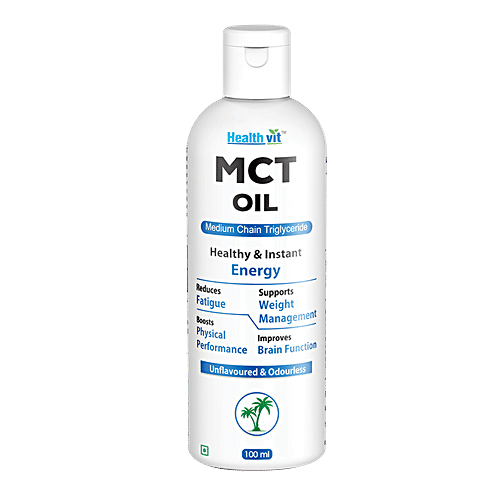 Healthvit™
MCT
OIL
Medium Chain Triglyceride
Healthy & Instant
Energy
Reduces
Fatigue
Supports
Weight
Management
Boosts
Physical
Performance
Improves
Brain Function
Unflavoured & Odourless
100 ml